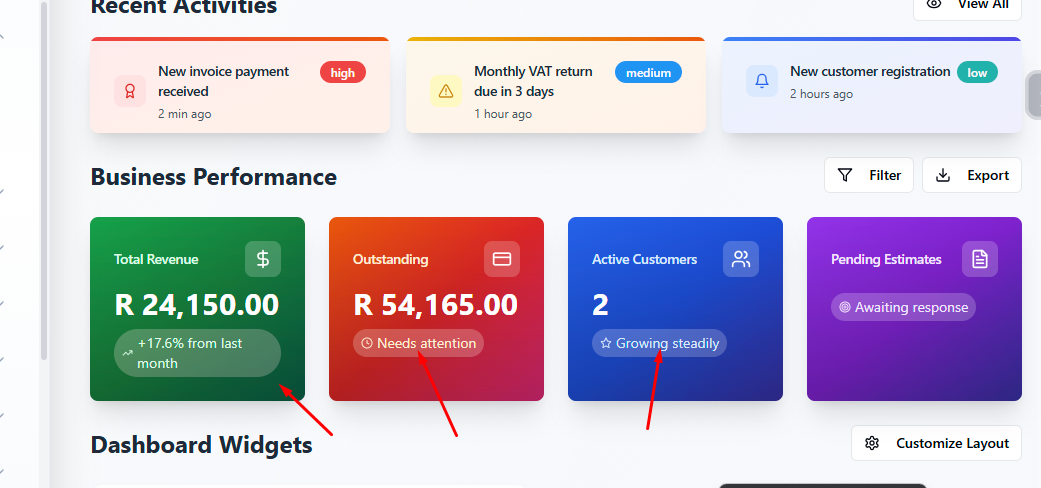 Recent Activities
View All
New invoice payment
received
high
2 min ago
Monthly VAT return
due in 3 days
medium
1 hour ago
New customer registration
low
2 hours ago
Business Performance
Filter
Export
Total Revenue
R 24,150.00
+17.6% from last
month
Outstanding
R 54,165.00
Needs attention
Active Customers
2
Growing steadily
Pending Estimates
Awaiting response
Dashboard Widgets
Customize Layout